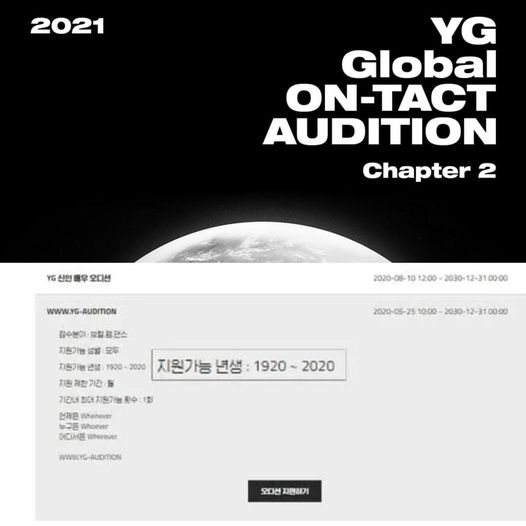 2021
YG
Global
ON-TACT
AUDITION
Chapter 2
YG 신인 배우 오디션 2020-08-10 12:00 ~ 2030-12-31 00:00
WWW.YG-AUDITION 2020-05-25 10:00 ~ 2030-12-31 00:00
접수분야 : 보컬,랩,댄스
지원가능 성별 : 모두
지원가능 년생 : 1920 ~ 2020
지원가능 년생 : 1920 ~ 2020
지원 제한 기간 : 월
기간내 최대 지원가능 횟수 : 1회
언제든 Whenever
누구든 Whoever
어디서든 Wherever
WWW.YG-AUDITION
오디션 지원하기